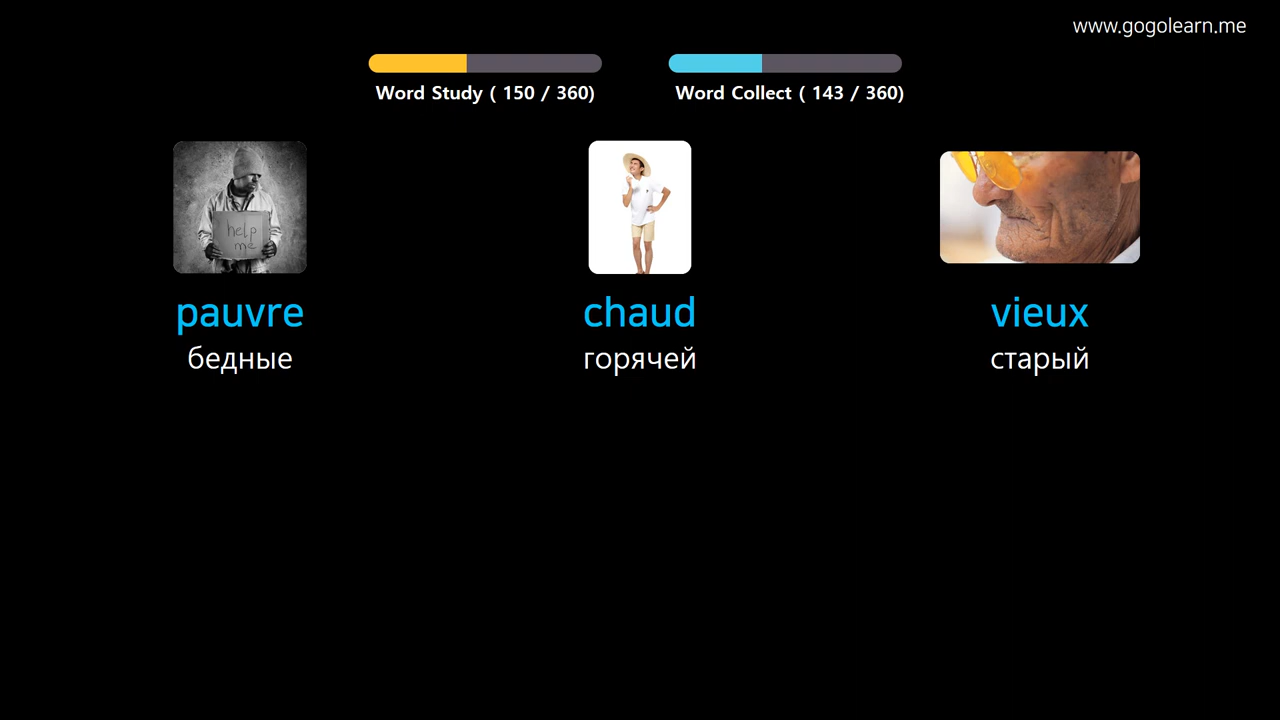 www.gogolearn.me
Word Study ( 150 / 360)
Word Collect ( 143 / 360)
help
me
pauvre
chaud
vieux
бедные
горячей
старый